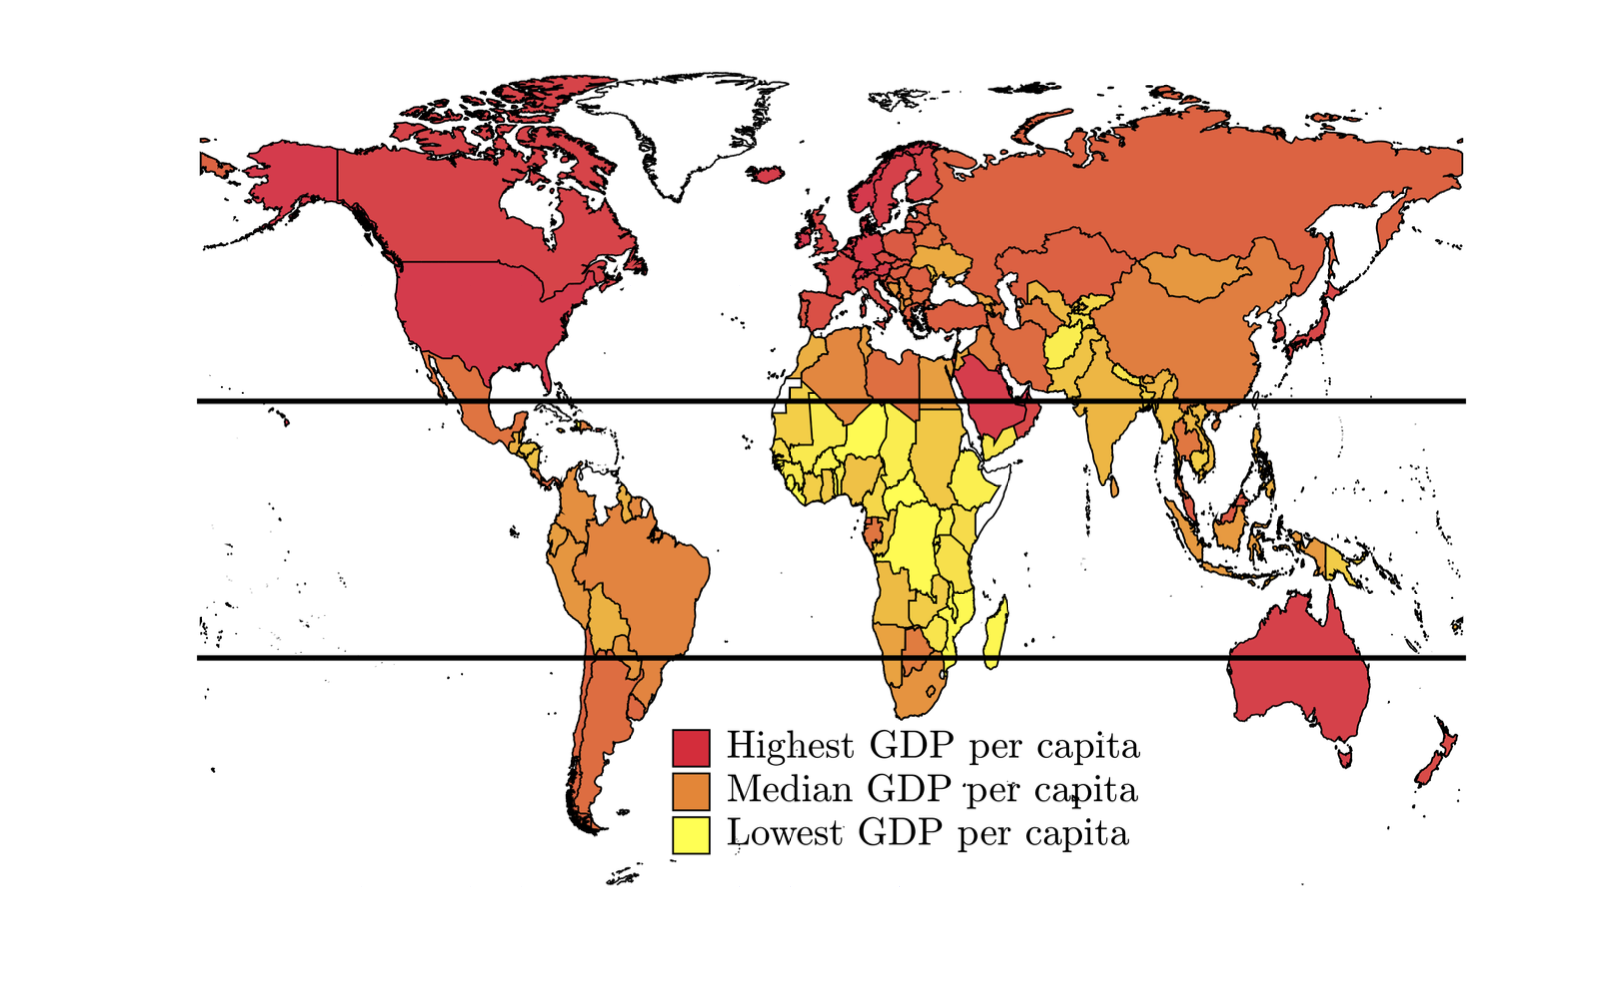 Highest GDP per capita
Median GDP per capita
Lowest GDP per capita